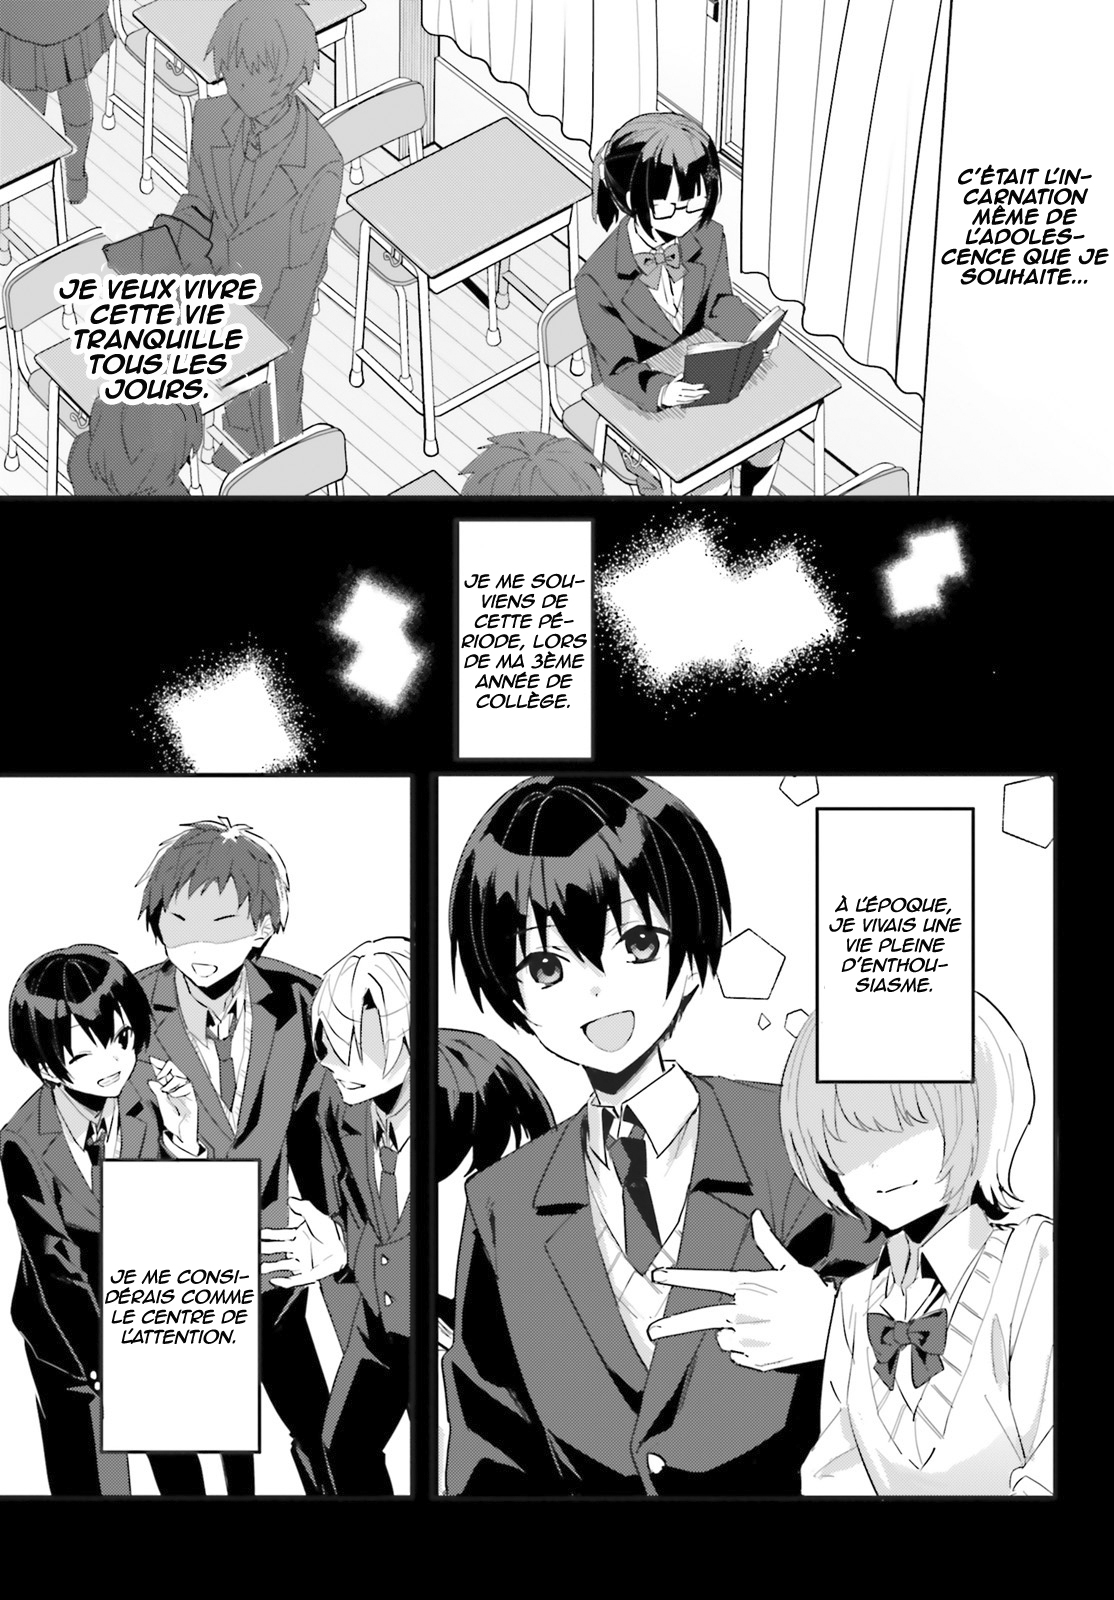 C'ÉTAIT L'IN-
CARNATION
MÊME DE
L'ADOLES-
CENCE QUE JE
SOUHAITE...
JE VEUX VIVRE
CETTE VIE
TRANQUILLE
TOUS LES
JOURS.
JE ME SOU-
VIENS DE
CETTE PÉ-
RIODE, LORS
DE MA 3ÈME
ANNÉE DE
COLLÈGE.
À L'ÉPOQUE,
JE VIVAIS UNE
VIE PLEINE
D'ENTHOU-
SIASME.
JE ME CONSI-
DÉRAIS COMME
LE CENTRE DE
L'ATTENTION.